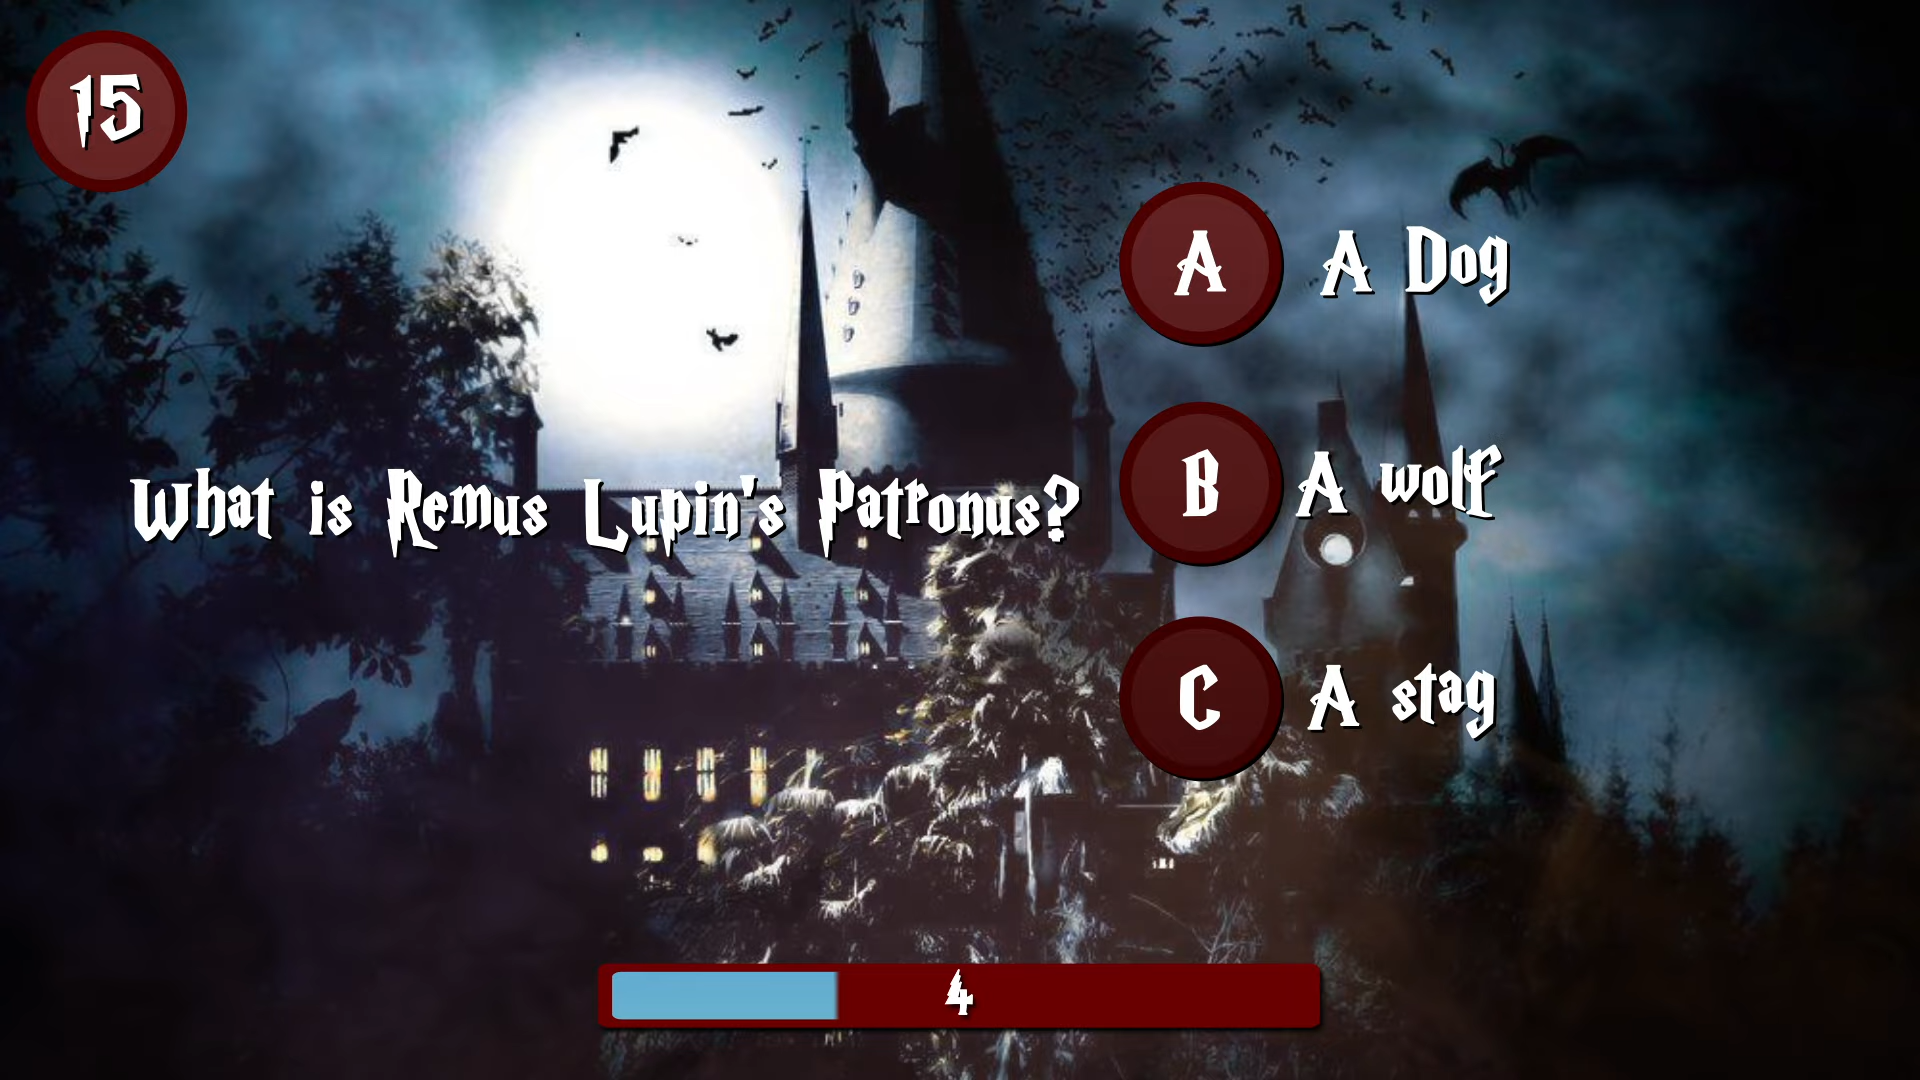 15
What is Remus Lupin's Patronus?
A A Dog
B A wolf
C A stag
4